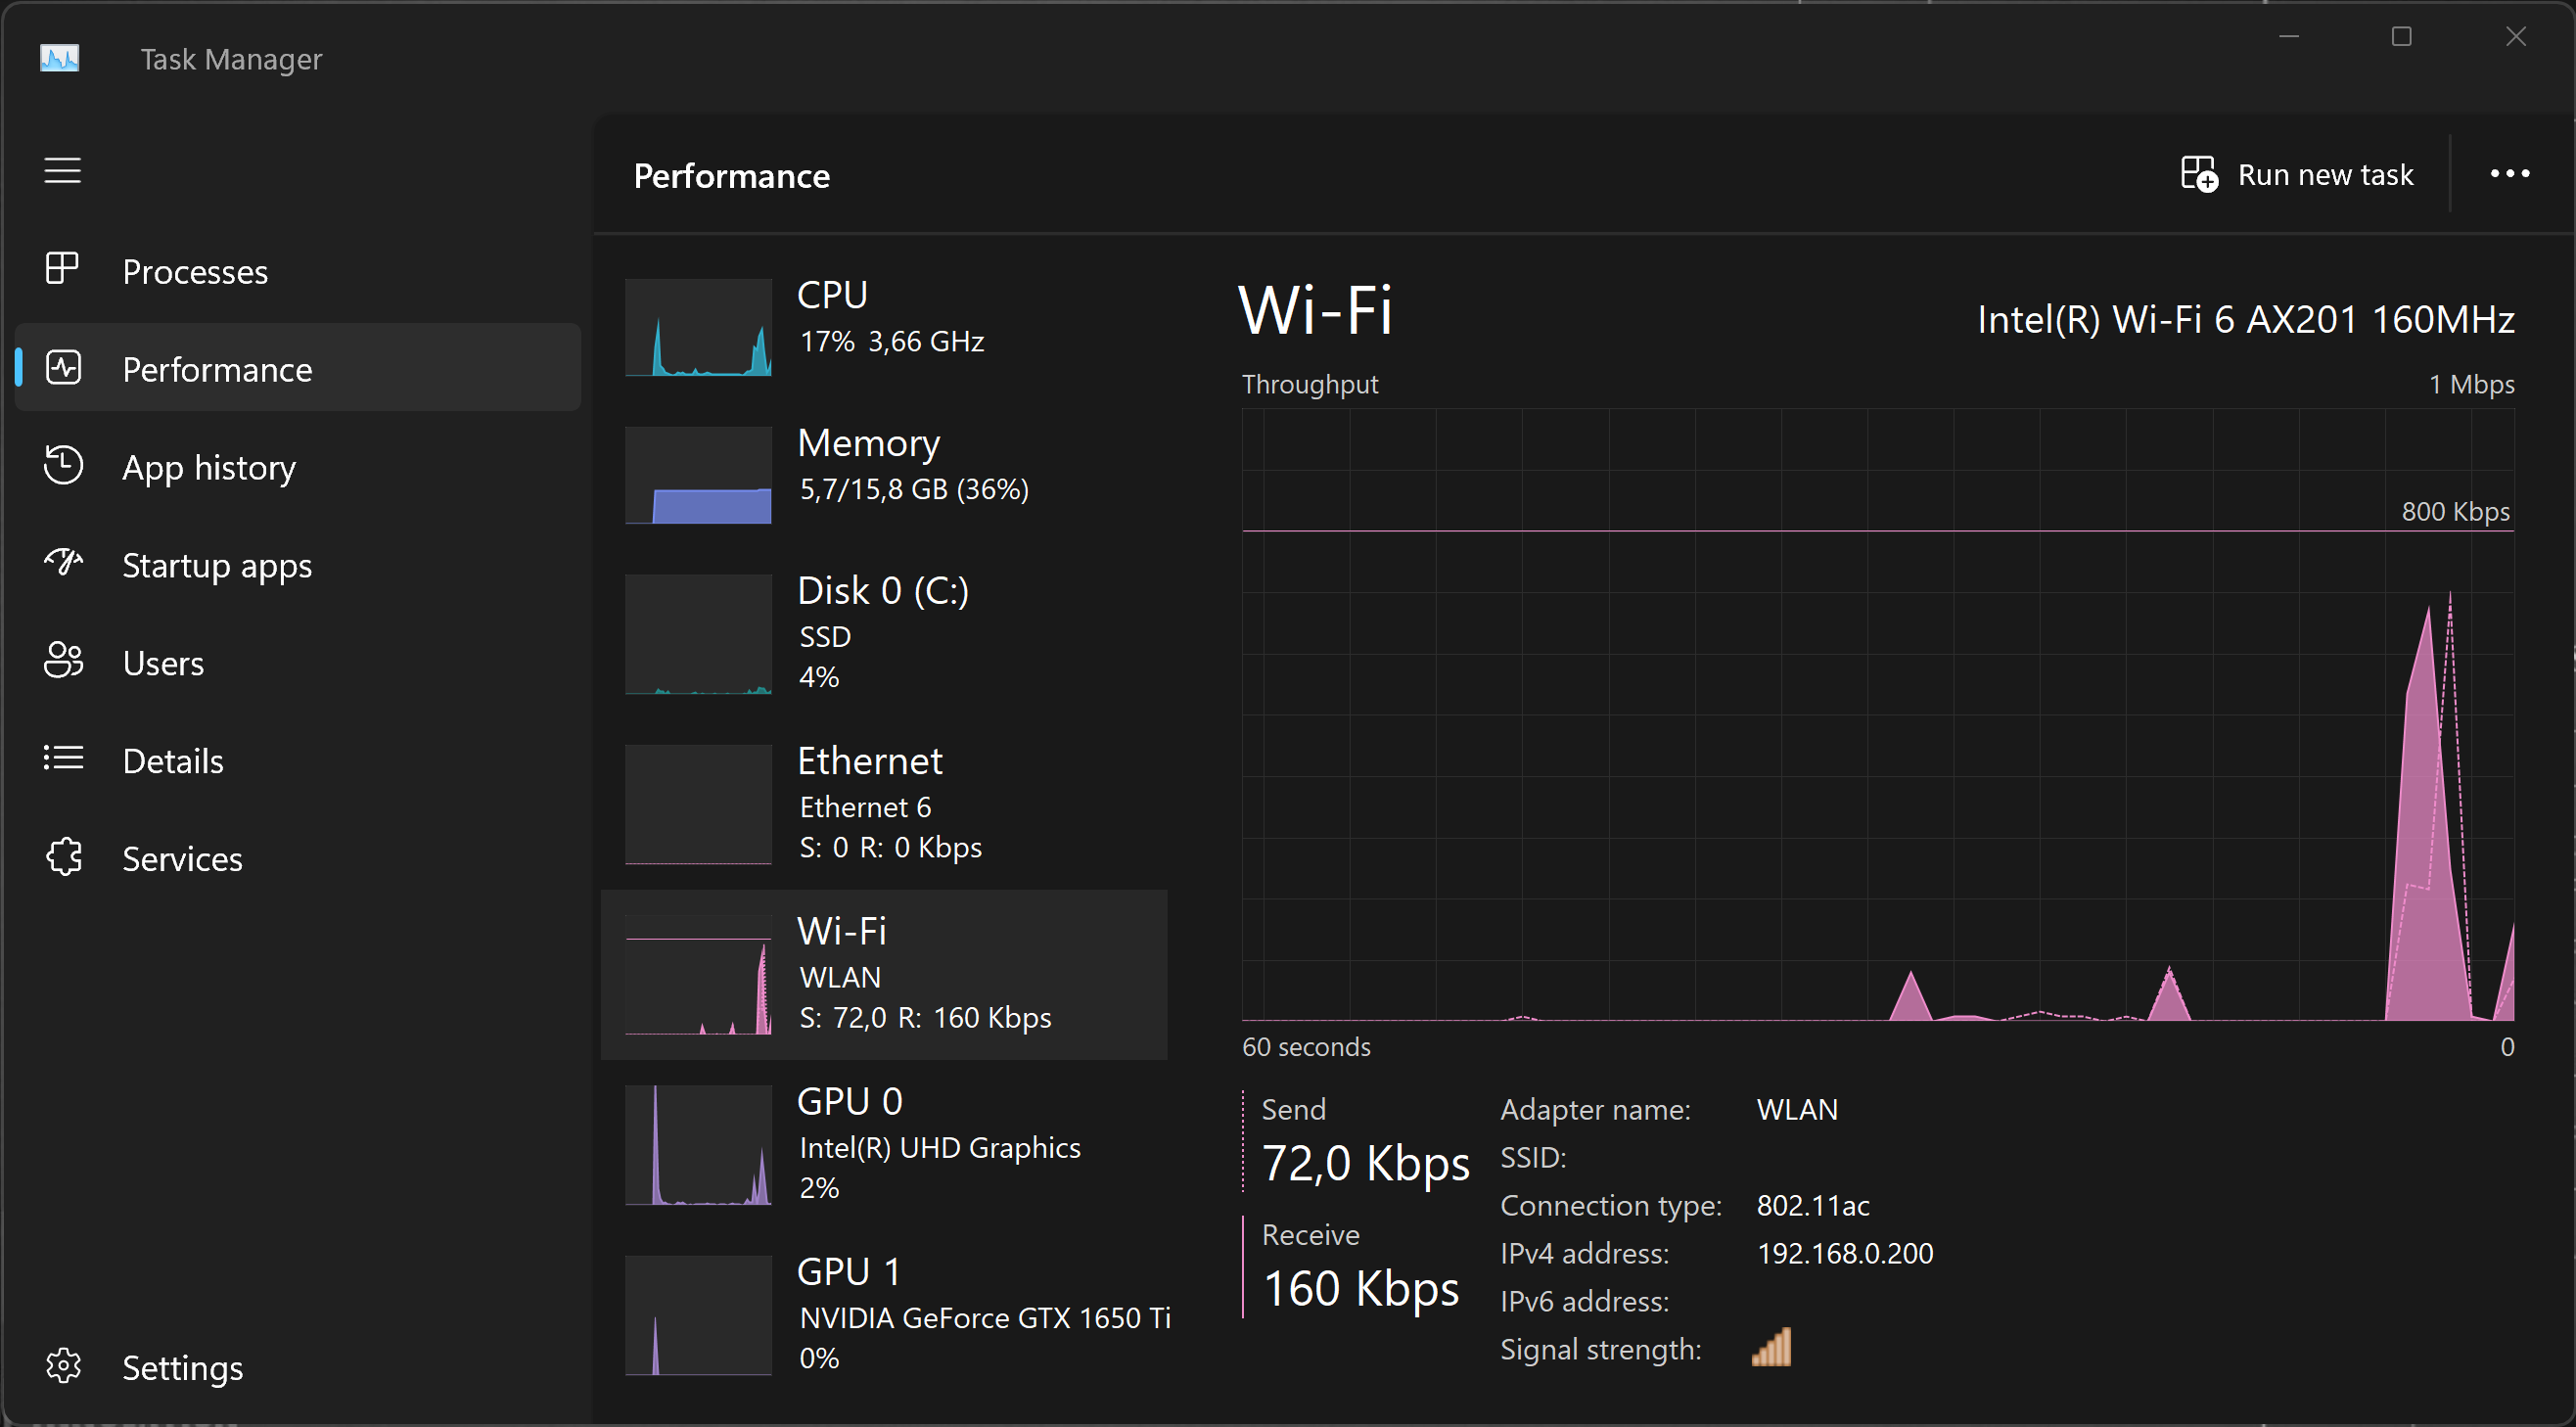 Task Manager
Processes
Performance
App history
Startup apps
Users
Details
Services
Settings
Performance
Run new task
CPU
17% 3,66 GHz
Memory
5,7/15,8 GB (36%)
Disk 0 (C:)
SSD
4%
Ethernet
Ethernet 6
S: 0 R: 0 Kbps
Wi-Fi
WLAN
S: 72,0 R: 160 Kbps
GPU 0
Intel(R) UHD Graphics
2%
GPU 1
NVIDIA GeForce GTX 1650 Ti
0%
Wi-Fi
Intel(R) Wi-Fi 6 AX201 160MHz
Throughput
1 Mbps
800 Kbps
60 seconds
0
Send
72,0 Kbps
Receive
160 Kbps
Adapter name: WLAN
SSID:
Connection type: 802.11ac
IPv4 address: 192.168.0.200
IPv6 address:
Signal strength: